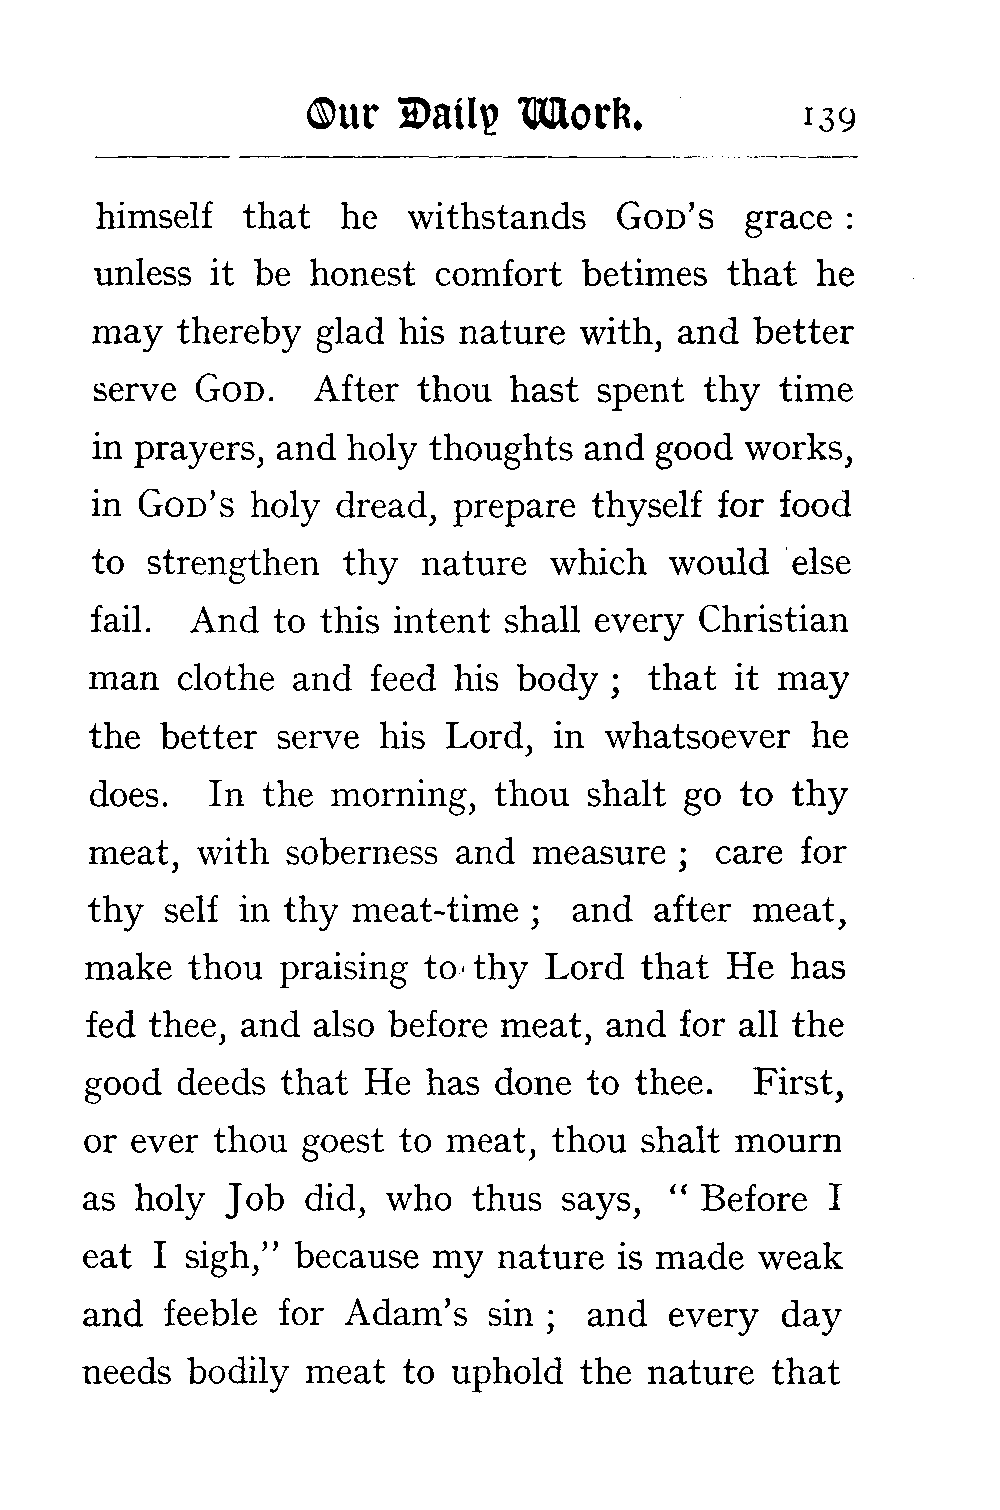 Our Daily Work. 139
himself that he withstands GOD'S grace :
unless it be honest comfort betimes that he
may thereby glad his nature with, and better
serve GOD. After thou hast spent thy time
in prayers, and holy thoughts and good works,
in GOD'S holy dread, prepare thyself for food
to strengthen thy nature which would else
fail. And to this intent shall every Christian
man clothe and feed his body ; that it may
the better serve his Lord, in whatsoever he
does. In the morning, thou shalt go to thy
meat, with soberness and measure ; care for
thy self in thy meat-time ; and after meat,
make thou praising to thy Lord that He has
fed thee, and also before meat, and for all the
good deeds that He has done to thee. First,
or ever thou goest to meat, thou shalt mourn
as holy Job did, who thus says, “ Before I
eat I sigh,” because my nature is made weak
and feeble for Adam's sin ; and every day
needs bodily meat to uphold the nature that